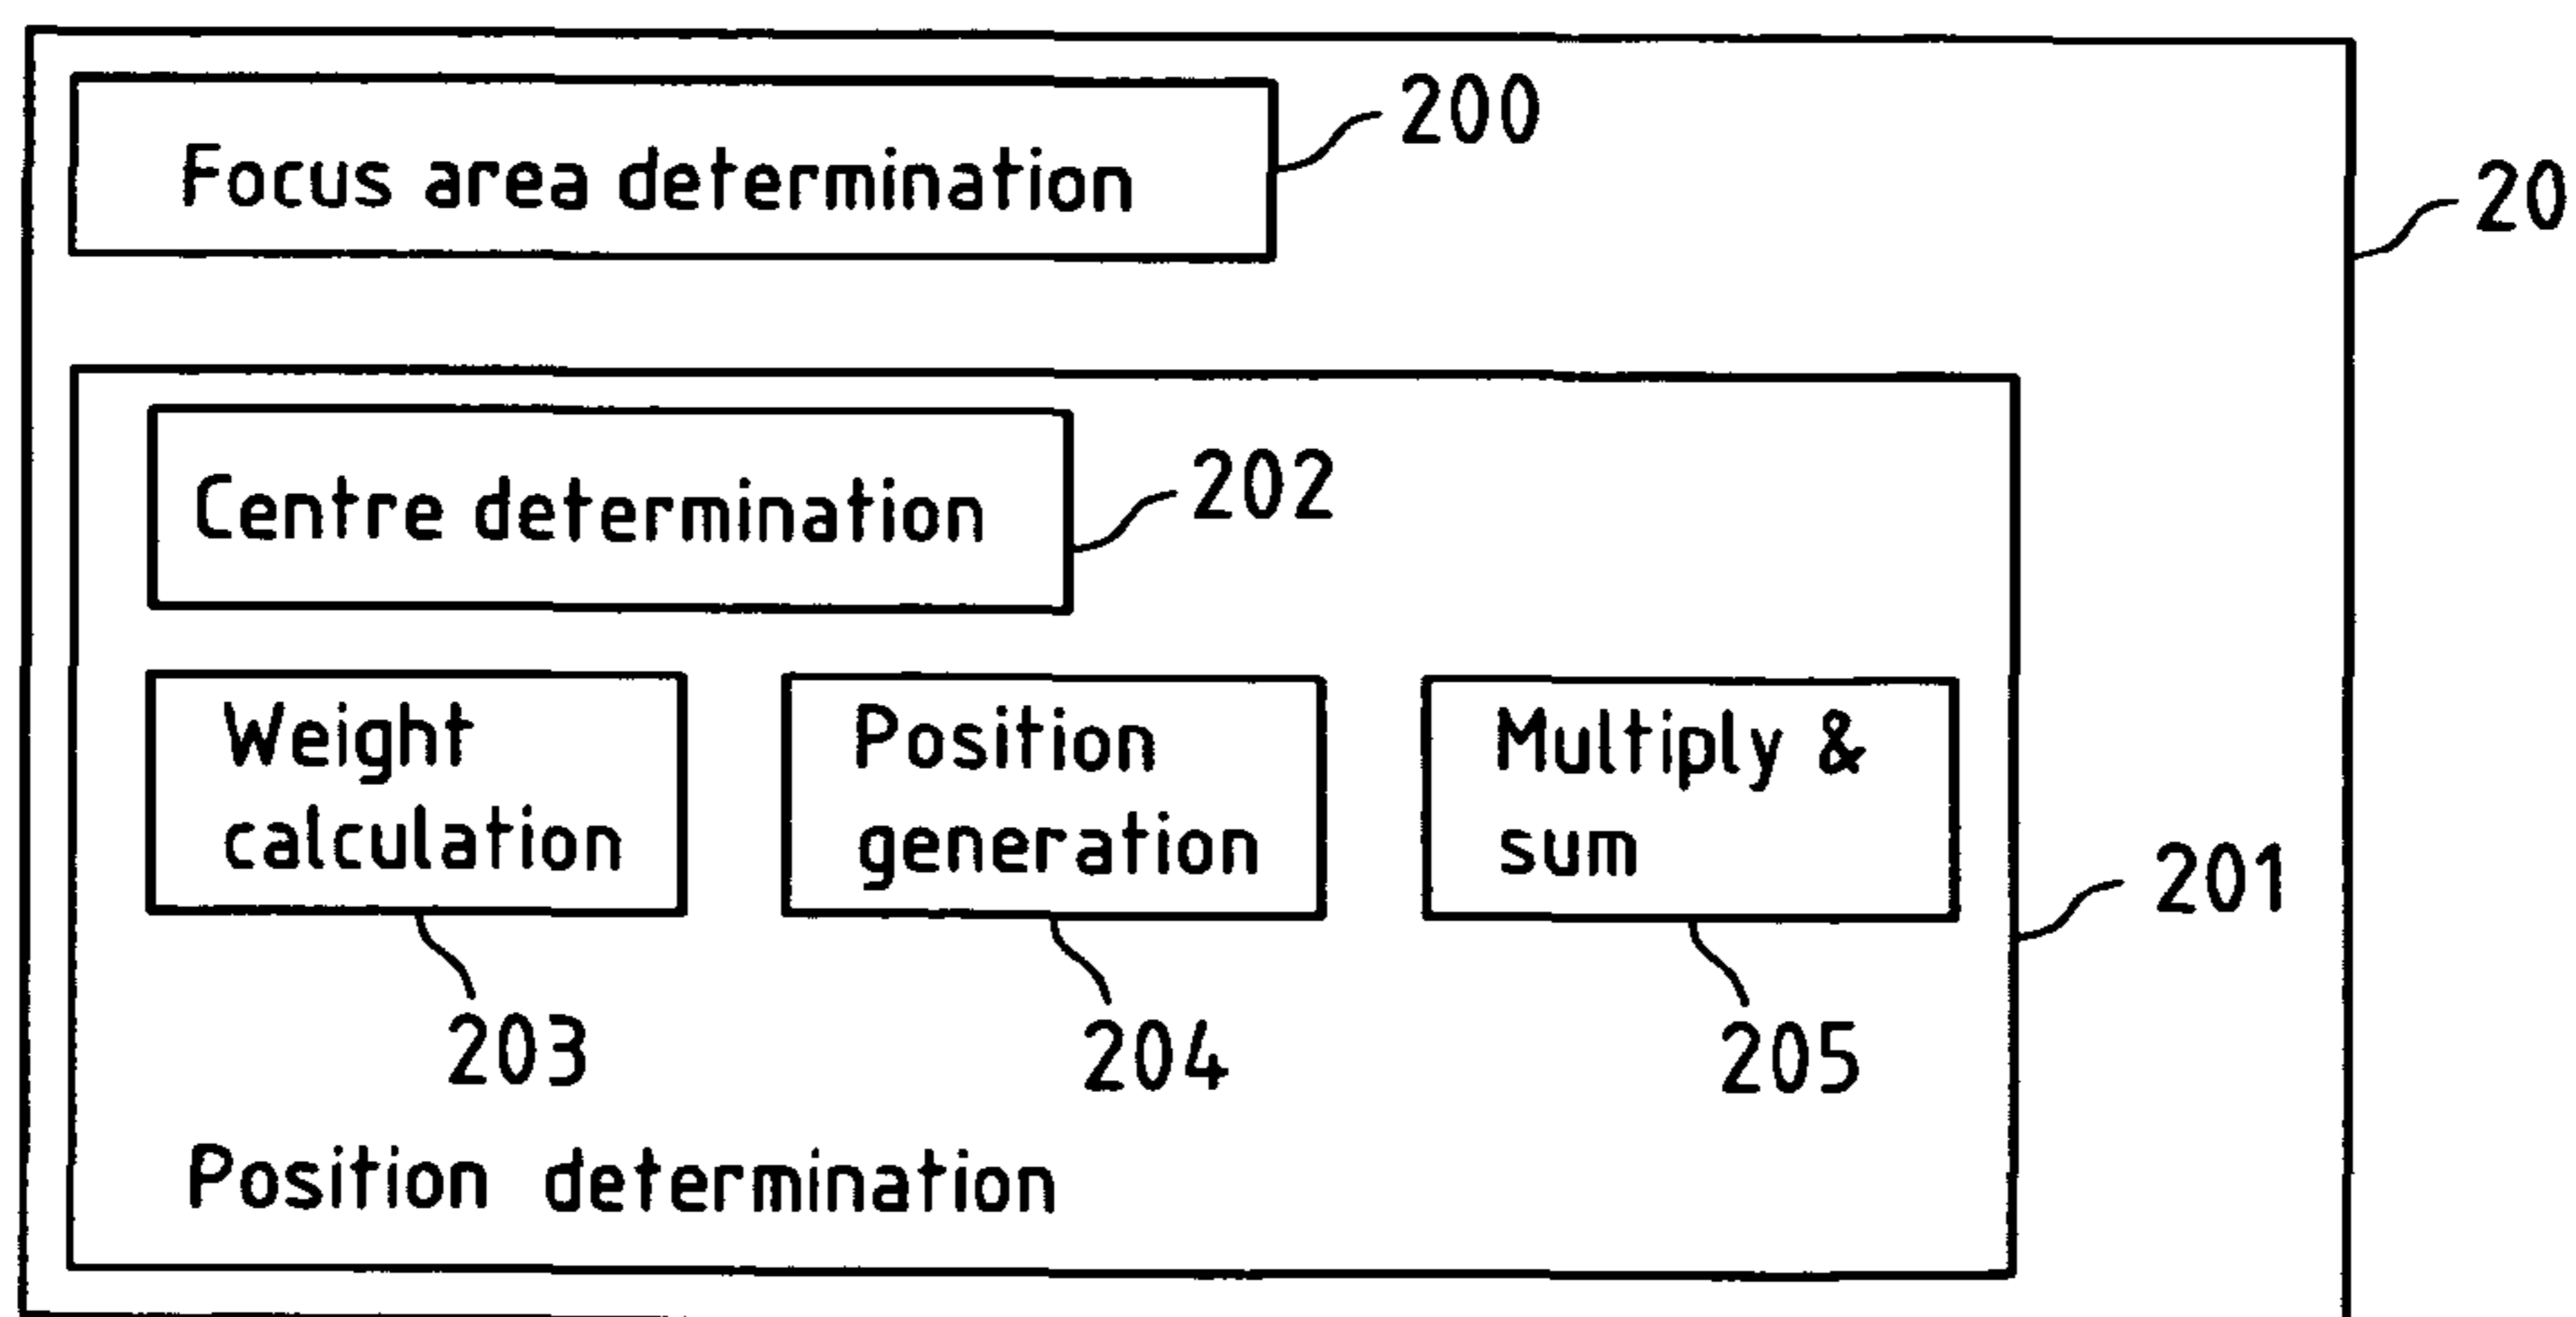 Focus area determination
200
20
Centre determination
202
Weight
calculation
Position
generation
Multiply &
sum
201
203
204
205
Position determination